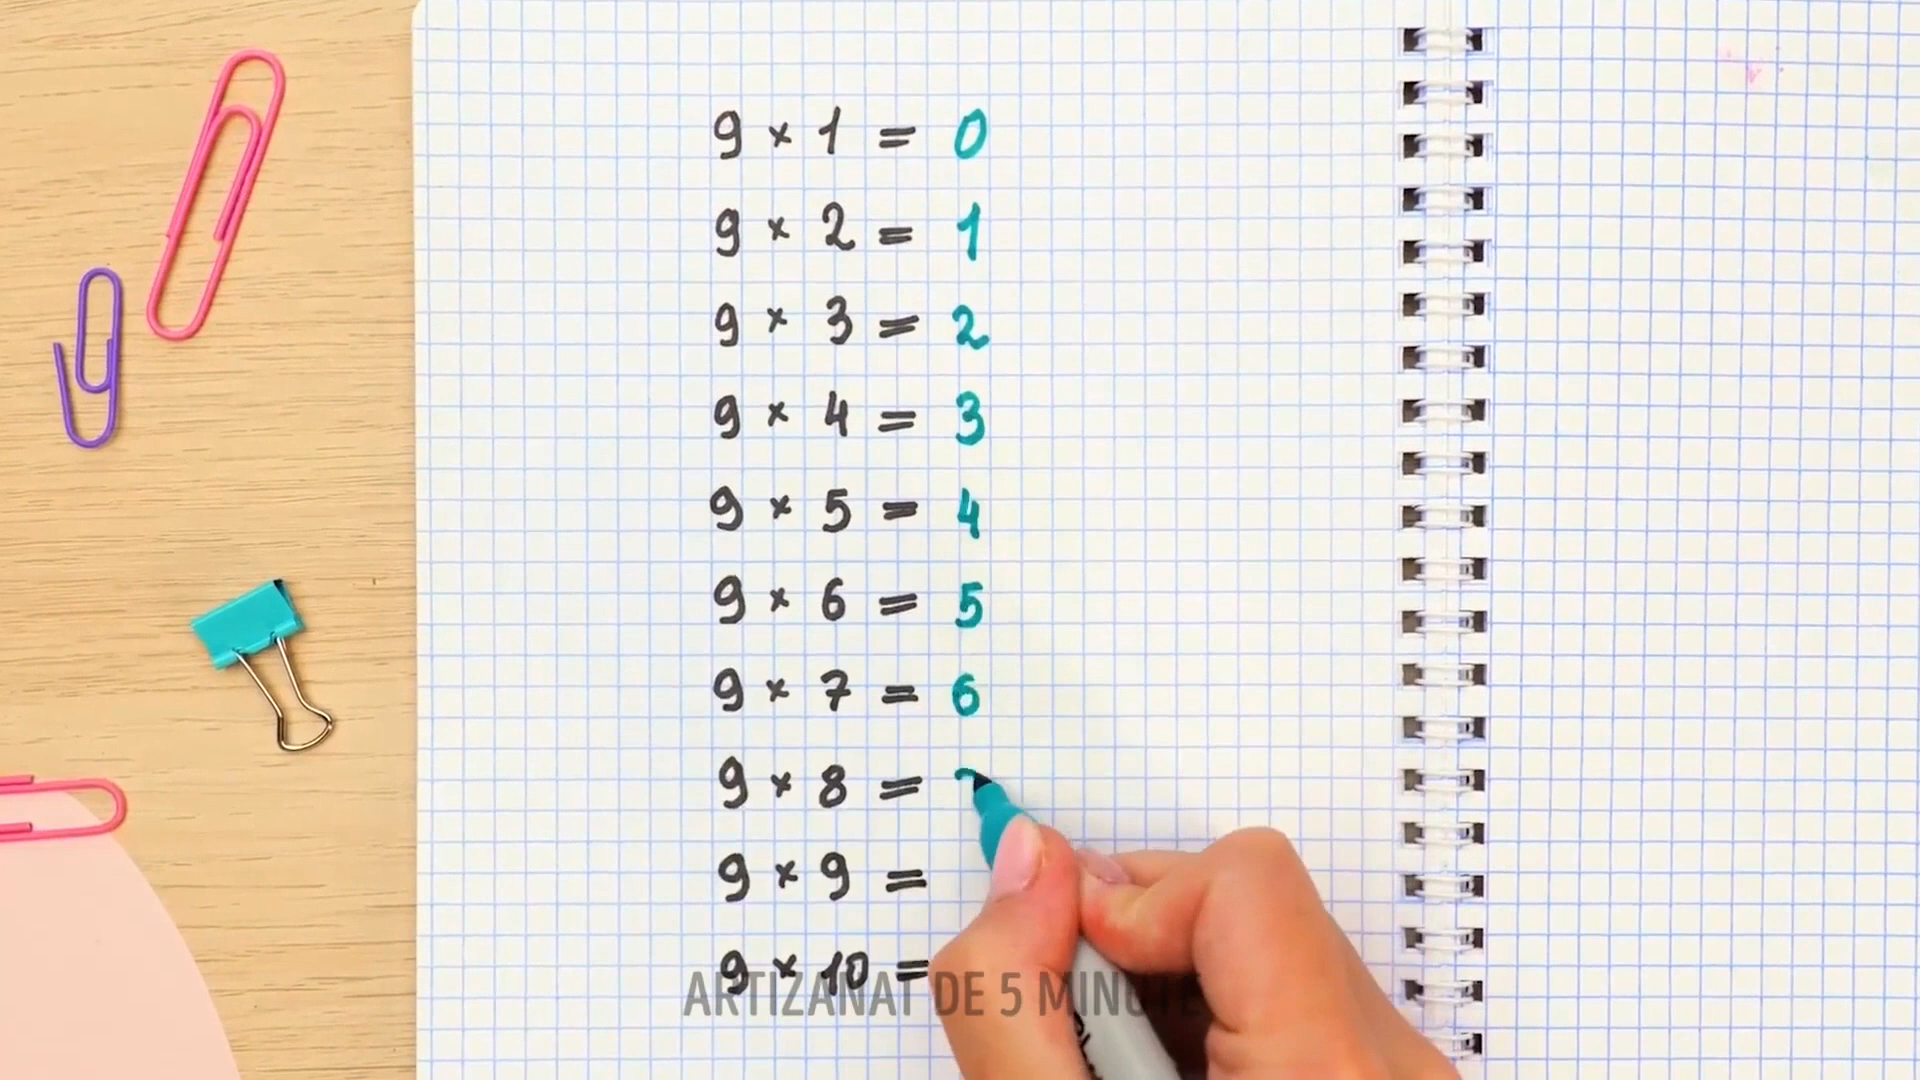 9 × 1 = 0
9 × 2 = 1
9 × 3 = 2
9 × 4 = 3
9 × 5 = 4
9 × 6 = 5
9 × 7 = 6
9 × 8 =
9 × 9 =
9 × 10 =
ARTIZANAT DE 5 MINUTE